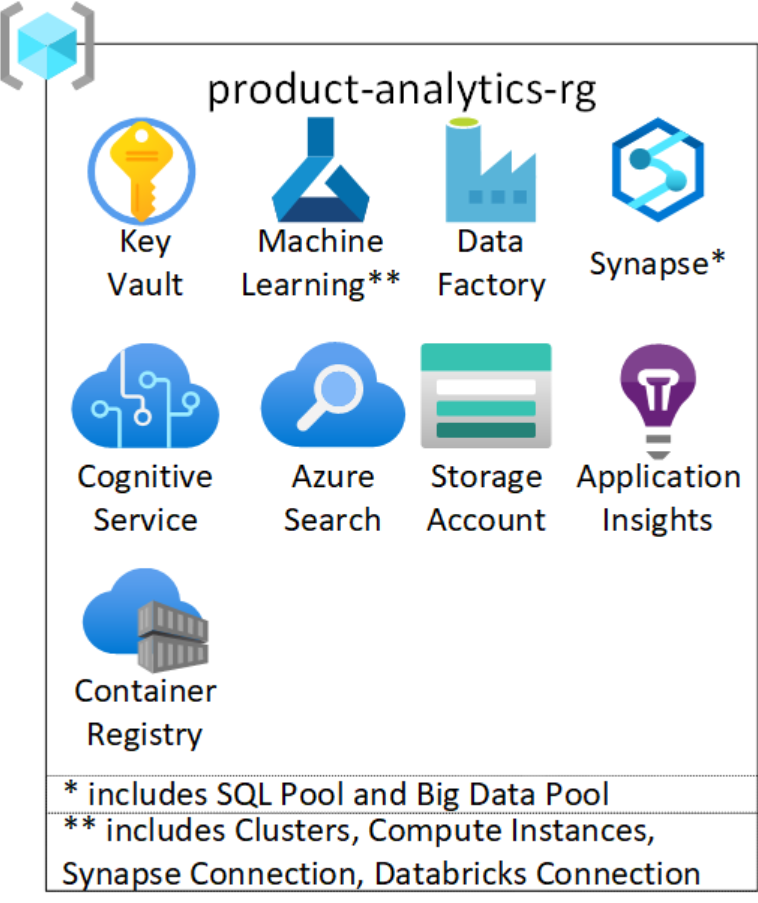 product-analytics-rg
Key
Vault
Machine
Learning**
Data
Factory
Synapse*
Cognitive
Service
Azure
Search
Storage
Account
Application
Insights
Container
Registry
* includes SQL Pool and Big Data Pool
** includes Clusters, Compute Instances,
Synapse Connection, Databricks Connection